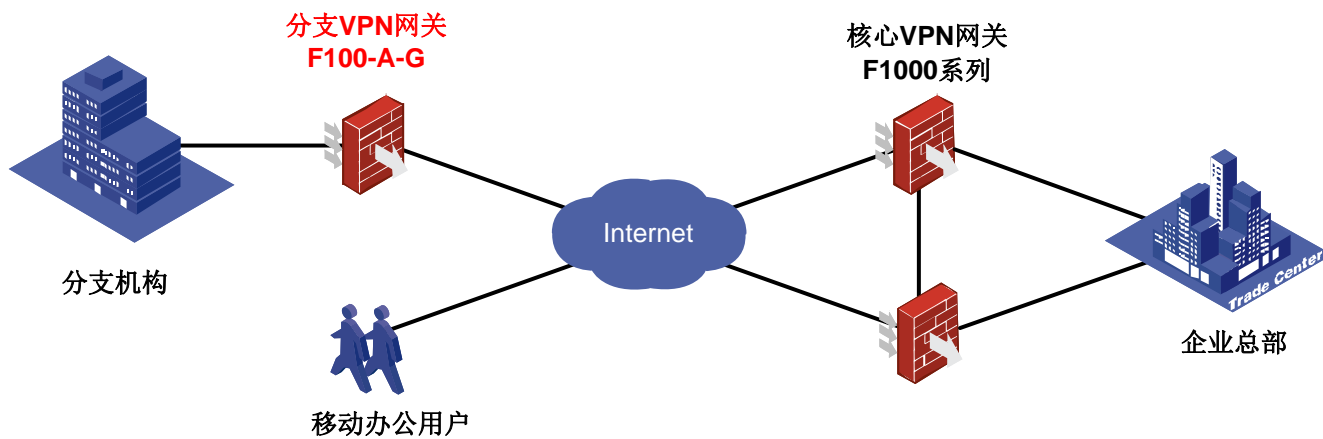 分支VPN网关
F100-A-G
核心VPN网关
F1000系列
Internet
分支机构
Trade Center
企业总部
移动办公用户